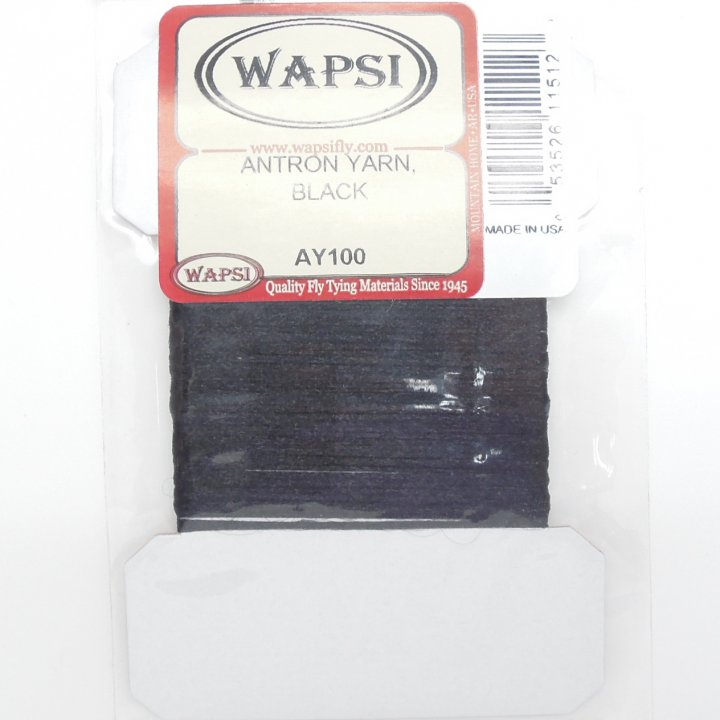 WAPSI
www.wapsifly.com
ANTRON YARN,
BLACK
AY100
WAPSI
Quality Fly Tying Materials Since 1945
MOUNTAIN HOME•AR•USA
53526 11512
MADE IN USA